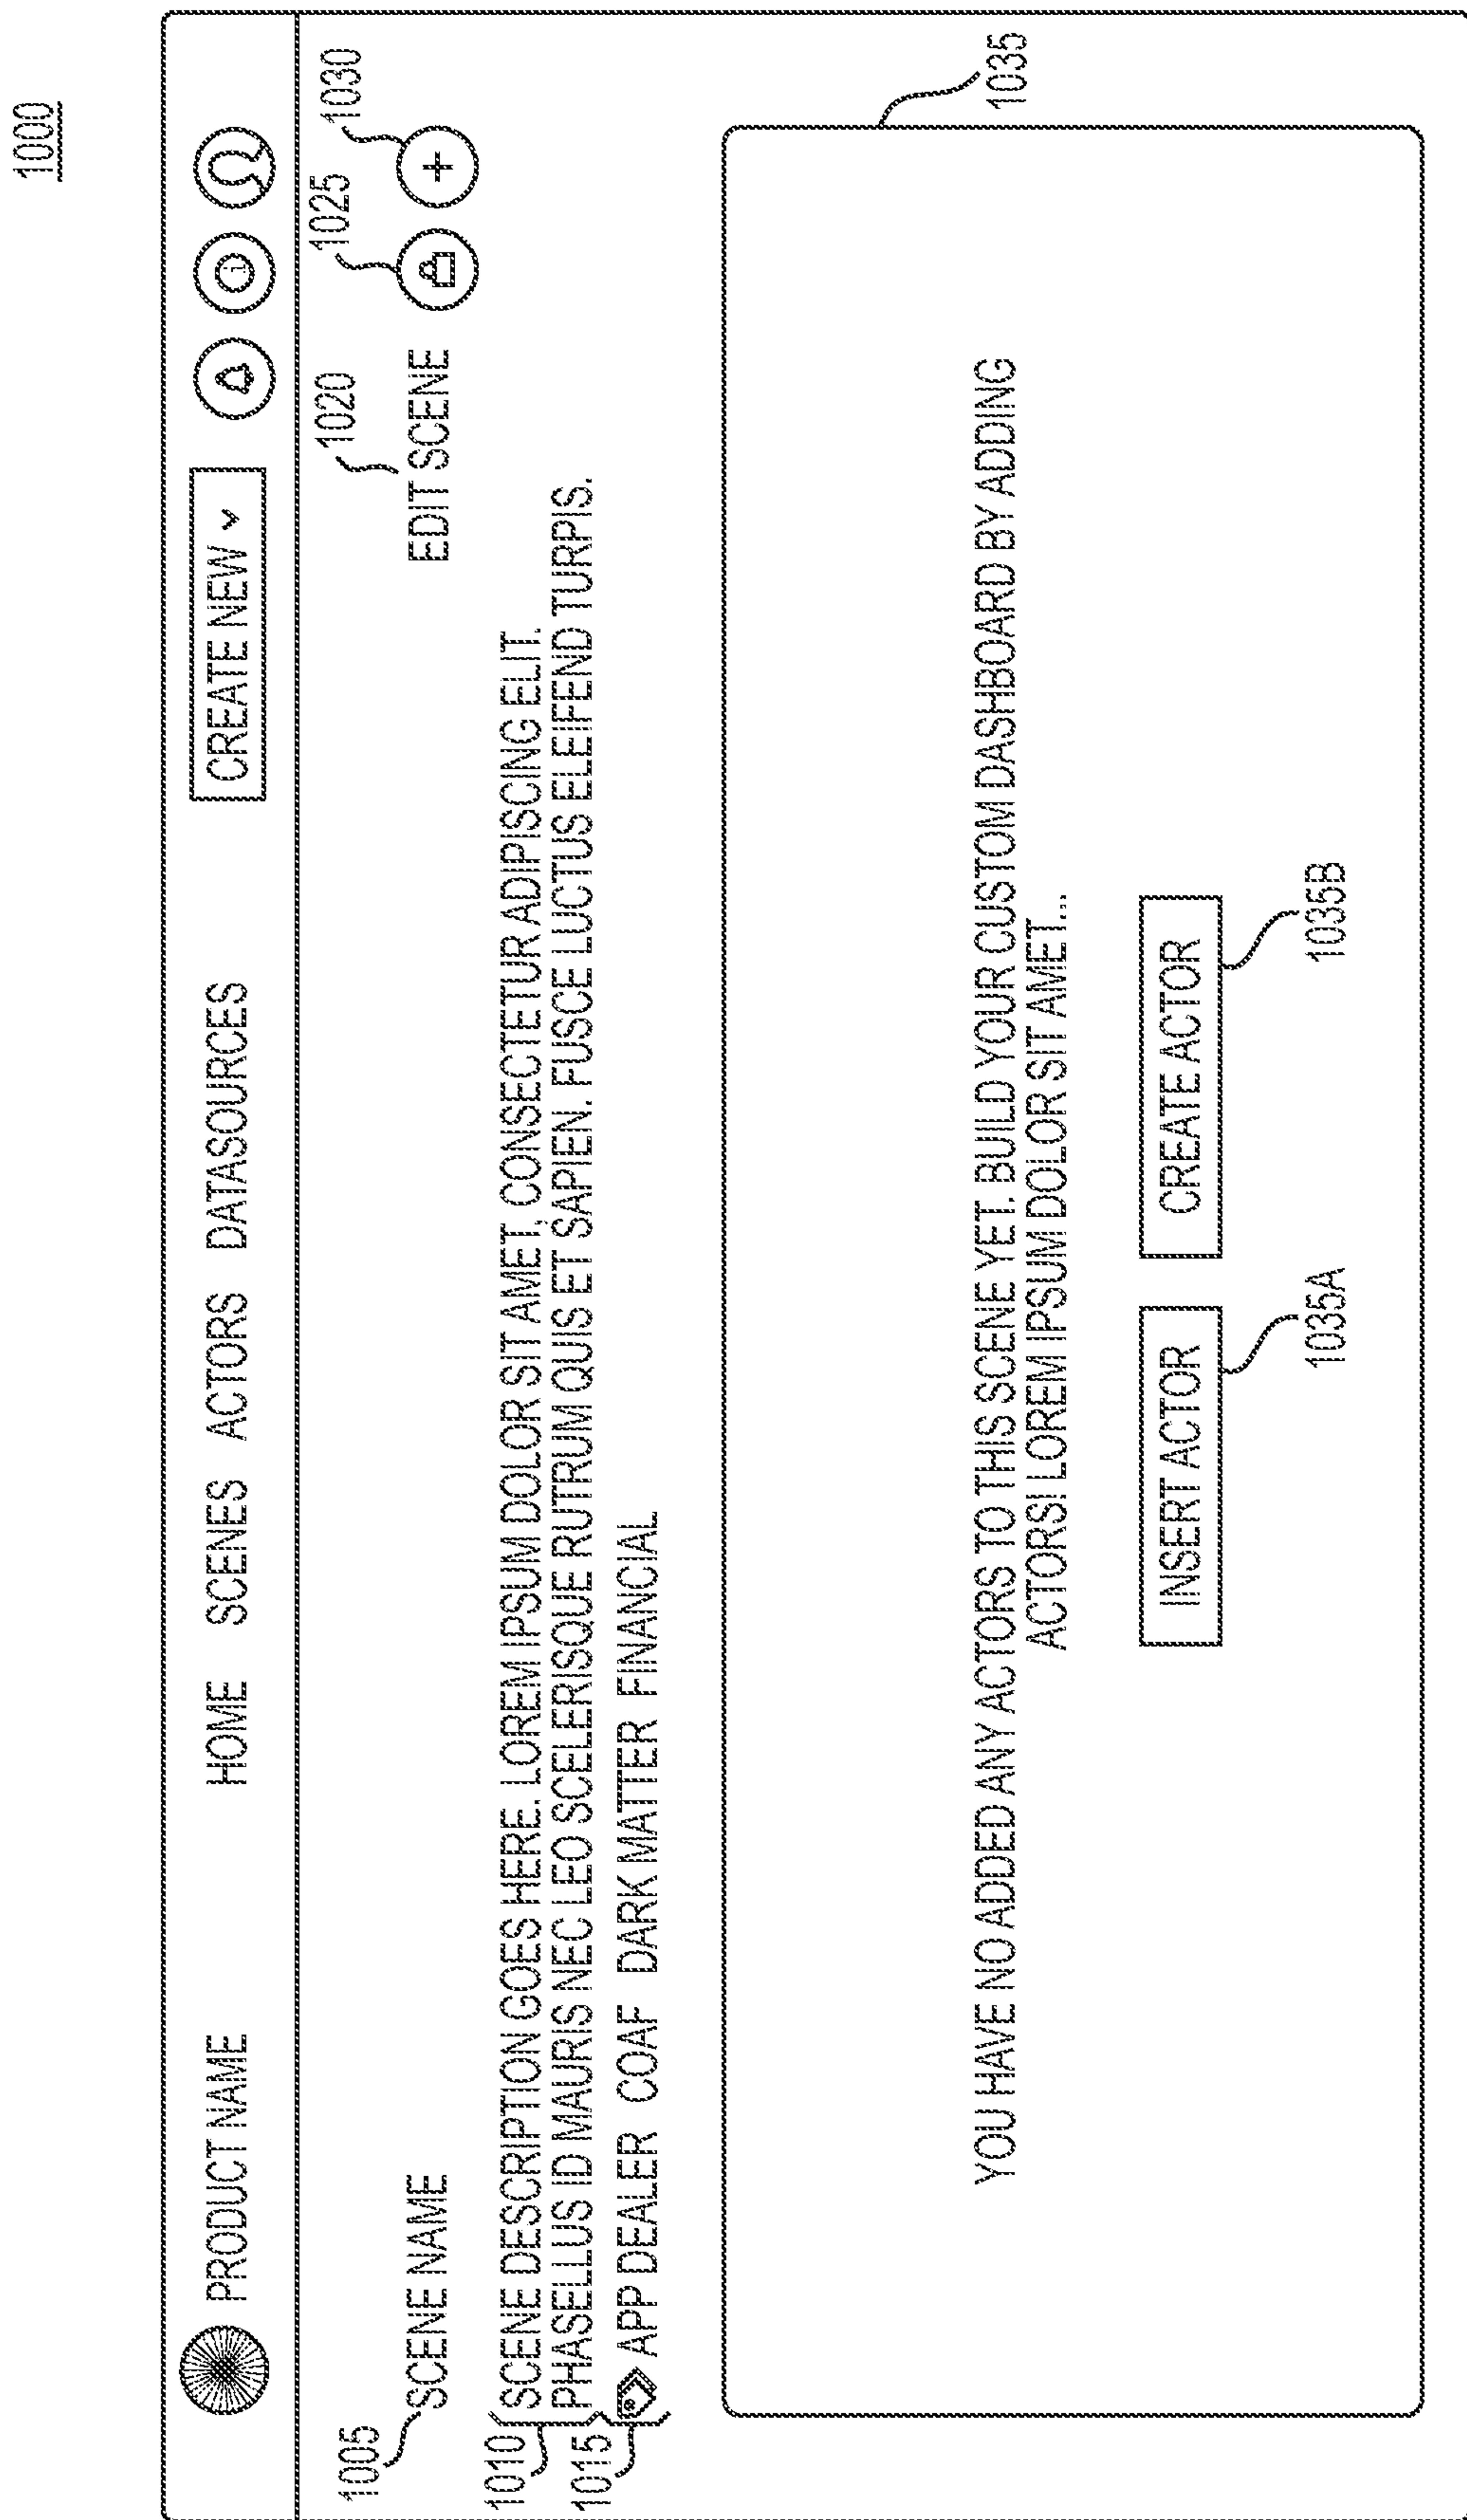 1000
PRODUCT NAME HOME SCENES ACTORS DATASOURCES CREATE NEW
i
1005 1020 1025 1030
SCENE NAME EDIT SCENE +
1010 SCENE DESCRIPTION GOES HERE. LOREM IPSUM DOLOR SIT AMET, CONSECTETUR ADIPISCING ELIT.
PHASELLUS ID MAURIS NEC LEO SCELERISQUE RUTRUM QUIS ET SAPIEN. FUSCE LUCTUS ELEIFEND TURPIS.
1015 APP DEALER COAF DARK MATTER FINANCIAL
1035
YOU HAVE NO ADDED ANY ACTORS TO THIS SCENE YET. BUILD YOUR CUSTOM DASHBOARD BY ADDING
ACTORS! LOREM IPSUM DOLOR SIT AMET...
INSERT ACTOR CREATE ACTOR
1035A 1035B